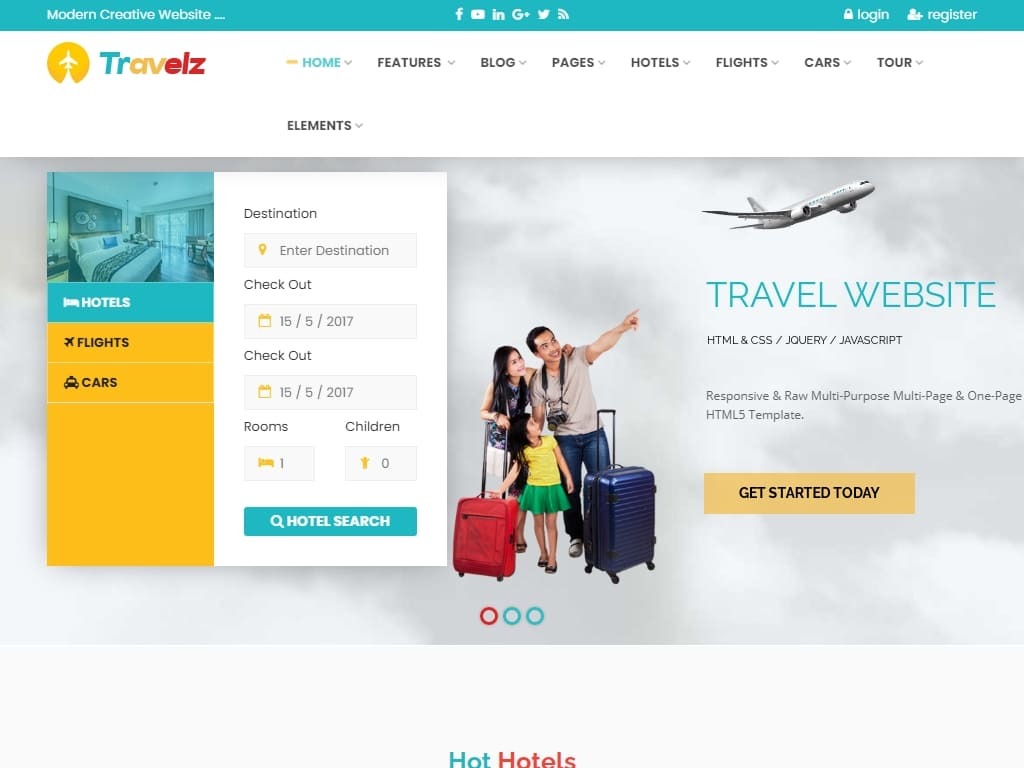 Modern Creative Website ....
login
register
Travelz
HOME
FEATURES
BLOG
PAGES
HOTELS
FLIGHTS
CARS
TOUR
ELEMENTS
HOTELS
FLIGHTS
CARS
Destination
Enter Destination
Check Out
15 / 5 / 2017
Check Out
15 / 5 / 2017
Rooms
Children
1
0
HOTEL SEARCH
TRAVEL WEBSITE
HTML & CSS / JQUERY / JAVASCRIPT
Responsive & Raw Multi-Purpose Multi-Page & One-Page
HTML5 Template.
GET STARTED TODAY
Hot Hotels